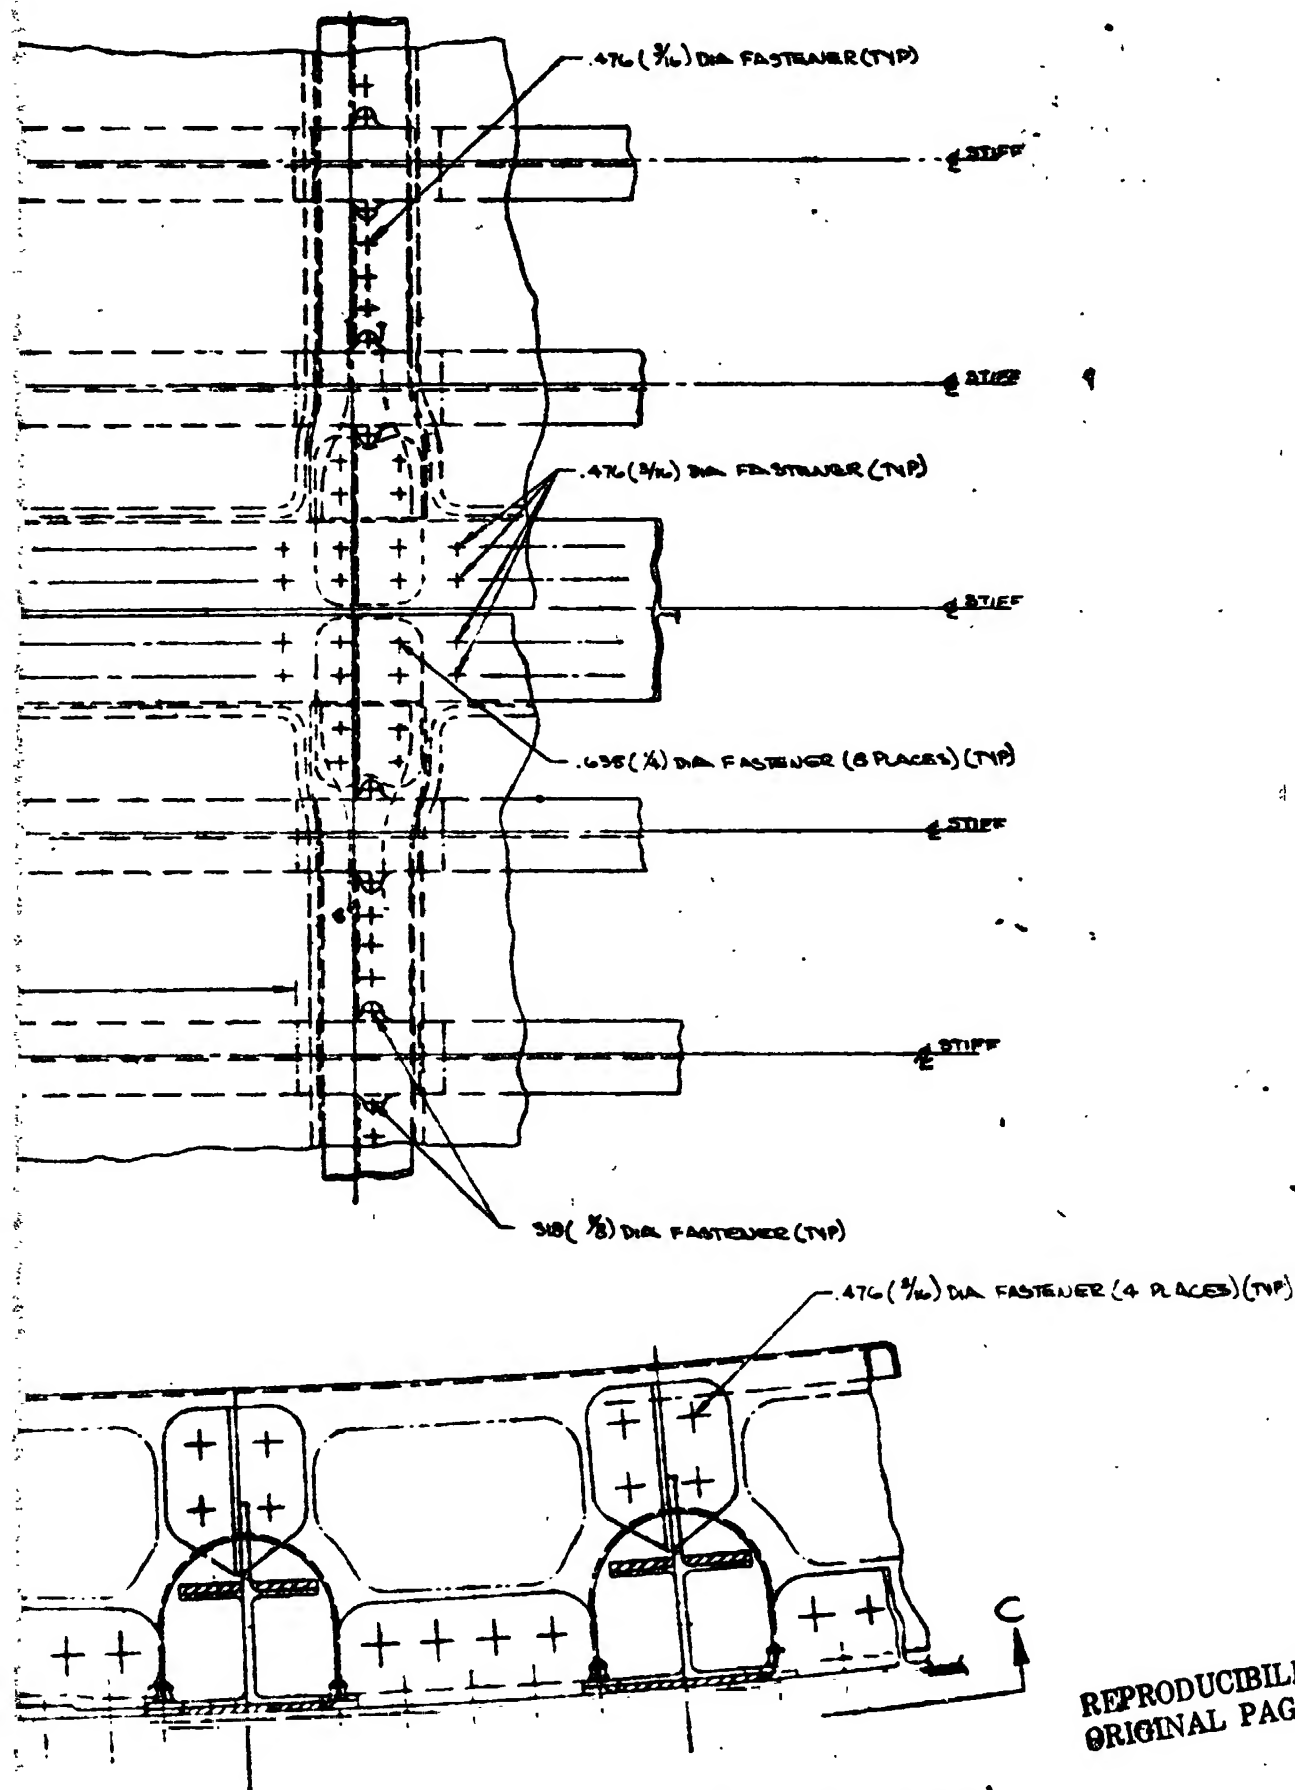 .476 (3/16) DIA FASTENER (TYP)
℄ STIFF
℄ STIFF
.476 (3/16) DIA FASTENER (TYP)
℄ STIFF
.635 (1/4) DIA FASTENER (8 PLACES) (TYP)
℄ STIFF
℄ STIFF
.318 (1/8) DIA FASTENER (TYP)
.476 (3/16) DIA FASTENER (4 PLACES) (TYP)
C
REPRODUCIBILI
ORIGINAL PAG